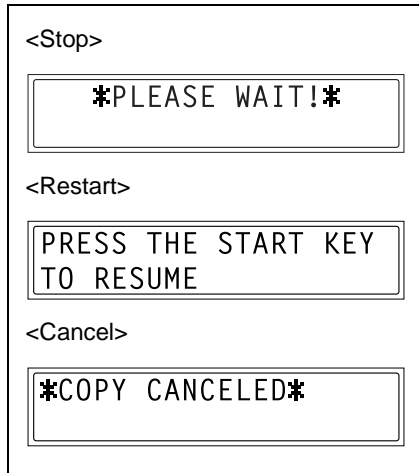 <Stop>
*PLEASE WAIT!*
<Restart>
PRESS THE START KEY
TO RESUME
<Cancel>
*COPY CANCELED*